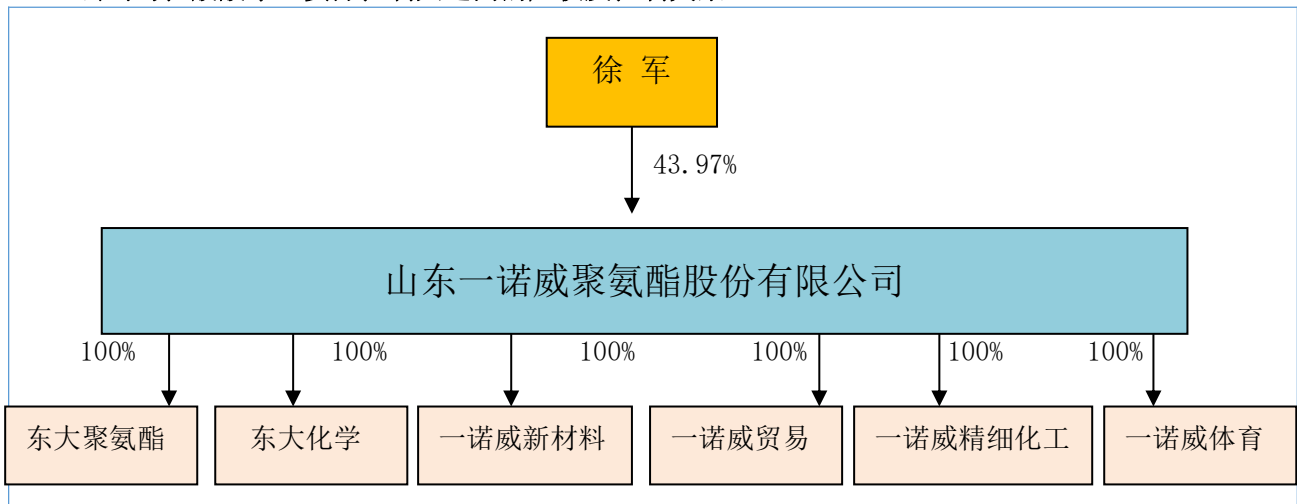 徐 军
43.97%
山东一诺威聚氨酯股份有限公司
100% 100% 100% 100% 100% 100%
东大聚氨酯 东大化学 一诺威新材料 一诺威贸易 一诺威精细化工 一诺威体育